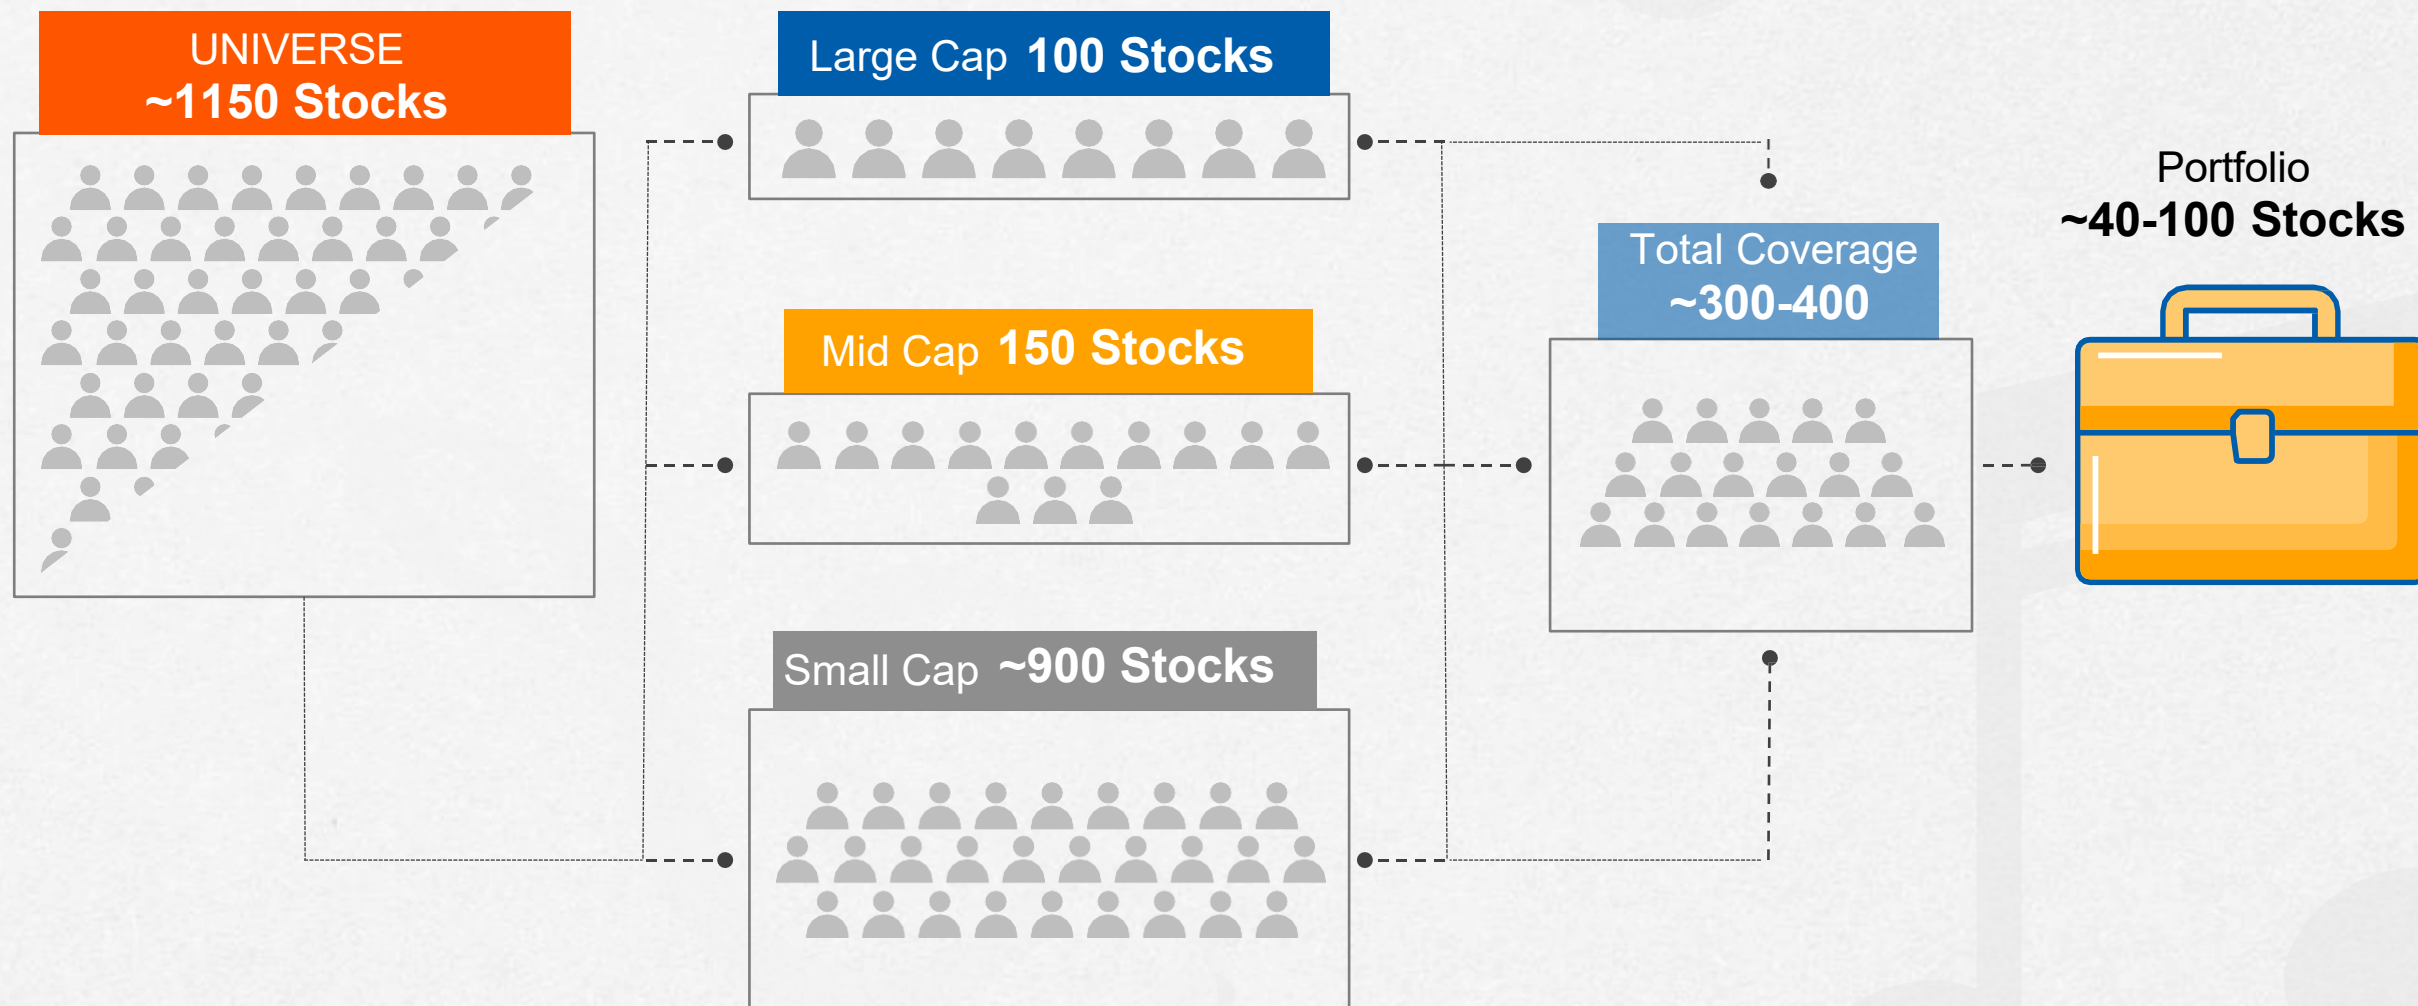 UNIVERSE
~1150 Stocks
Large Cap 100 Stocks
Mid Cap 150 Stocks
Small Cap ~900 Stocks
Total Coverage
~300-400
Portfolio
~40-100 Stocks